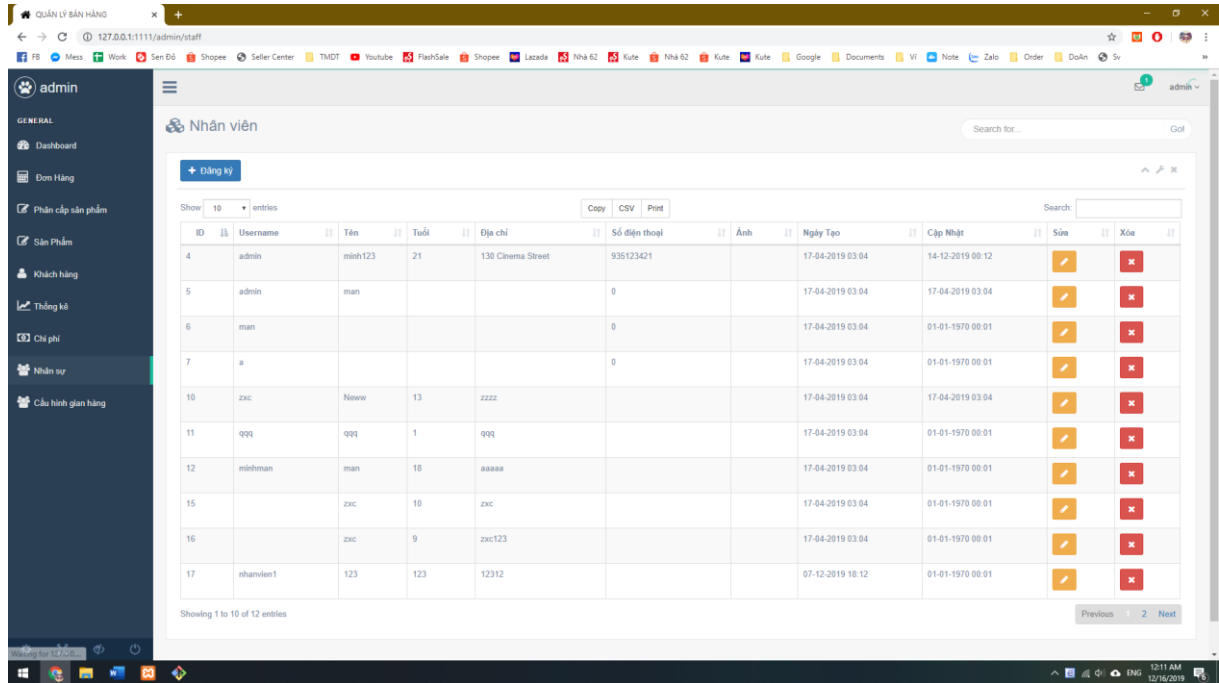 QUẢN LÝ BÁN HÀNG
127.0.0.1:1111/admin/staff
FB Mess Work Sen Đỏ Shopee Seller Center TMDT Youtube FlashSale Shopee Lazada Nhà 62 Kute Nhà 62 Kute Kute Google Documents Ví Note Zalo Order DoAn Sv
admin
1
admin
GENERAL
Dashboard
Đơn Hàng
Phân cấp sản phẩm
Sản Phẩm
Khách hàng
Thống kê
Chi phí
Nhân sự
Cấu hình gian hàng
Nhân viên
Search for... Go!
Đăng ký
Show 10 entries Copy CSV Print Search:
ID Username Tên Tuổi Địa chỉ Số điện thoại Ảnh Ngày Tạo Cập Nhật Sửa Xóa
4 admin minh123 21 130 Cinema Street 935123421 17-04-2019 03:04 14-12-2019 00:12
5 admin man 0 17-04-2019 03:04 17-04-2019 03:04
6 man 0 17-04-2019 03:04 01-01-1970 00:01
7 a 0 17-04-2019 03:04 01-01-1970 00:01
10 zxc Neww 13 zzzz 17-04-2019 03:04 17-04-2019 03:04
11 qqq qqq 1 qqq 17-04-2019 03:04 01-01-1970 00:01
12 minhman man 18 aaaaa 17-04-2019 03:04 01-01-1970 00:01
15 zxc 10 zxc 17-04-2019 03:04 01-01-1970 00:01
16 zxc 9 zxc123 17-04-2019 03:04 01-01-1970 00:01
17 nhanvien1 123 123 12312 07-12-2019 18:12 01-01-1970 00:01
Showing 1 to 10 of 12 entries
Previous 1 2 Next
Waiting for 127.0.0...
ENG 12:11 AM
12/16/2019